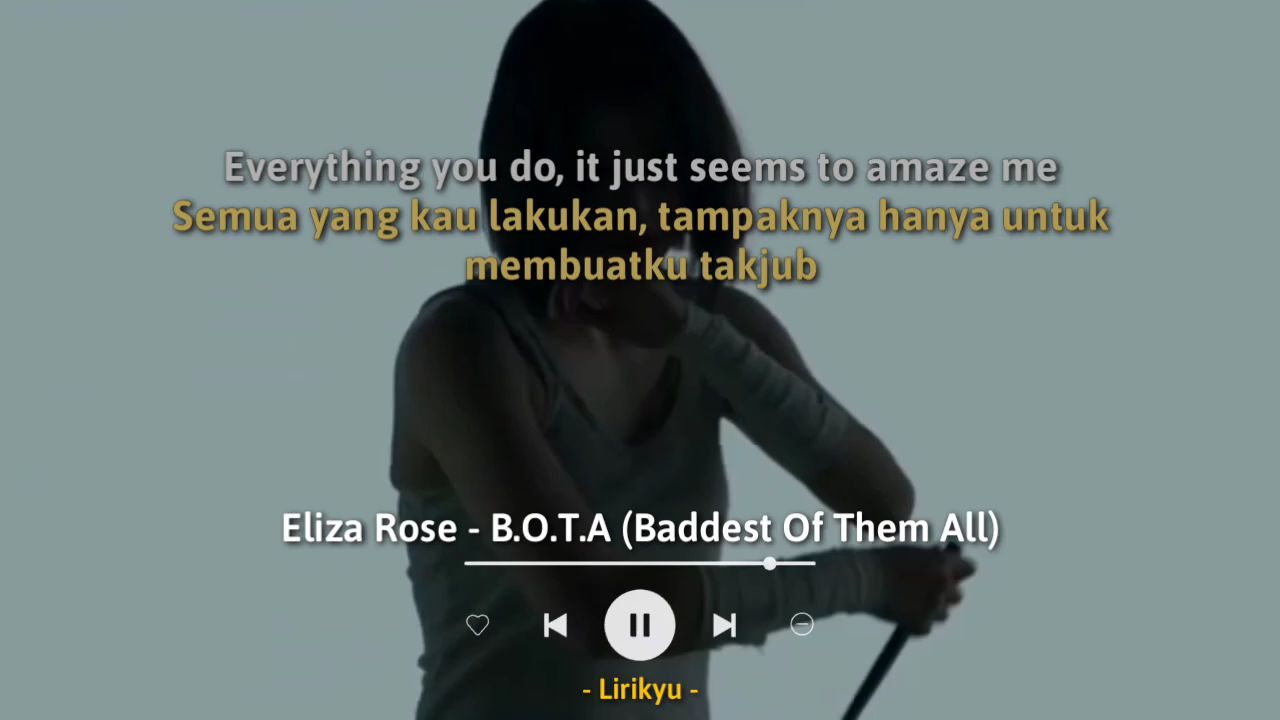 Everything you do, it just seems to amaze me
Semua yang kau lakukan, tampaknya hanya untuk
membuatku takjub
Eliza Rose - B.O.T.A (Baddest Of Them All)
- Lirikyu -